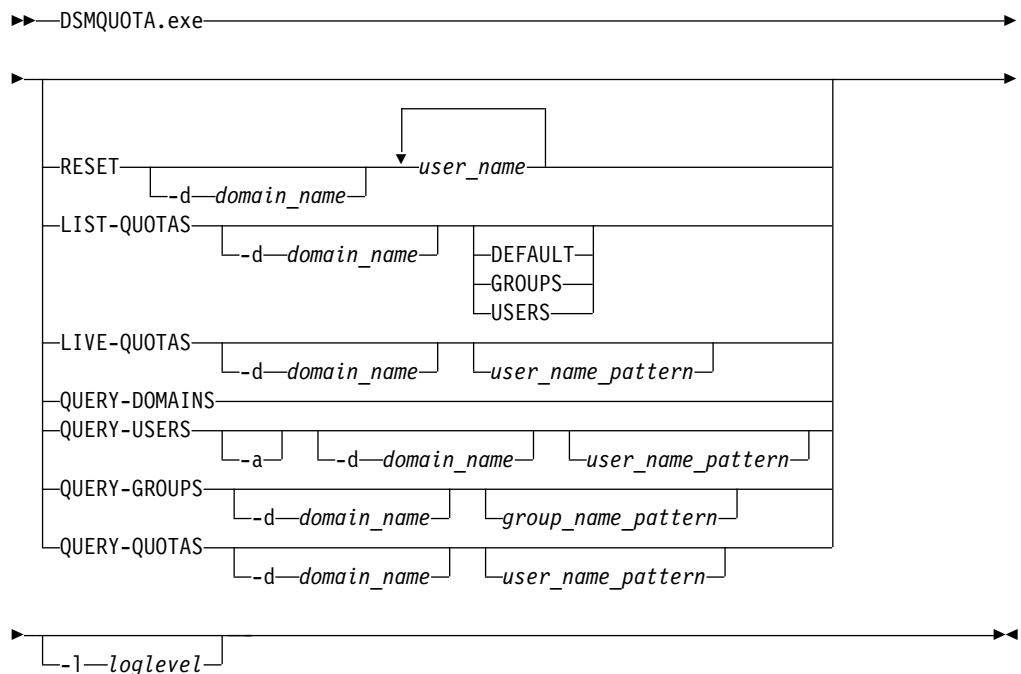 DSMQUOTA.exe
RESET -d domain_name user_name
LIST-QUOTAS -d domain_name DEFAULT
GROUPS
USERS
LIVE-QUOTAS -d domain_name user_name_pattern
QUERY-DOMAINS
QUERY-USERS -a -d domain_name user_name_pattern
QUERY-GROUPS -d domain_name group_name_pattern
QUERY-QUOTAS -d domain_name user_name_pattern
-l loglevel